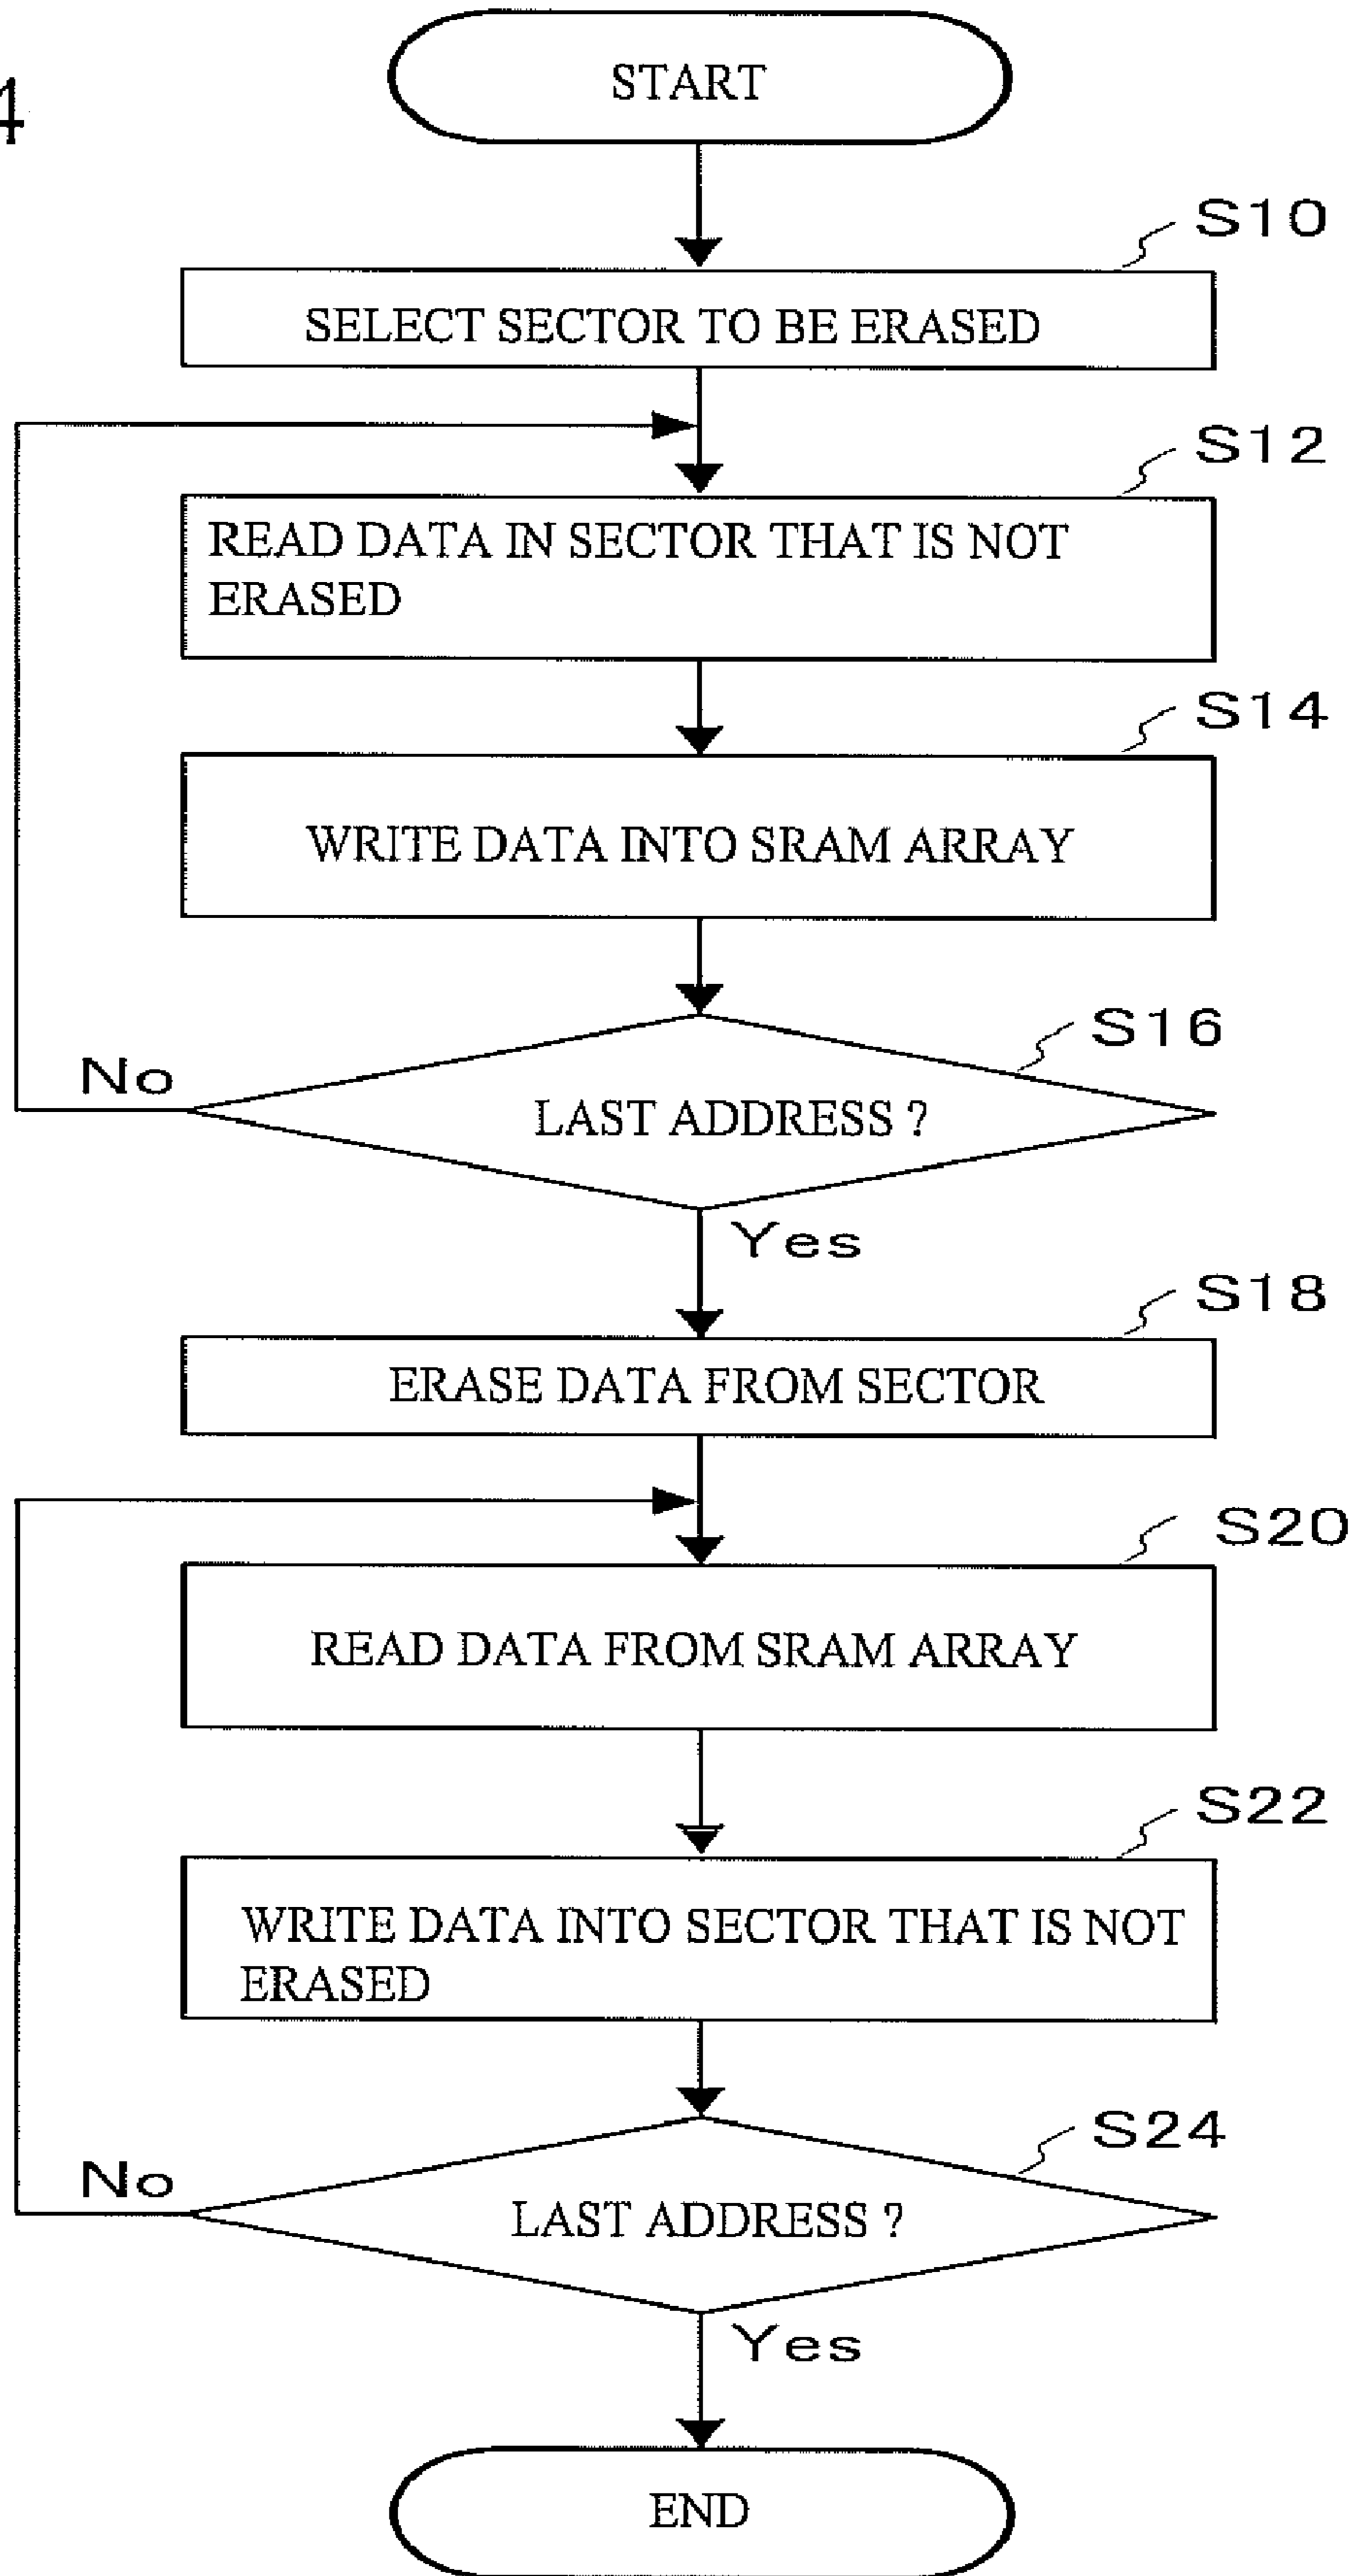 4
START
S10
SELECT SECTOR TO BE ERASED
S12
READ DATA IN SECTOR THAT IS NOT
ERASED
S14
WRITE DATA INTO SRAM ARRAY
S16
No
LAST ADDRESS ?
Yes
S18
ERASE DATA FROM SECTOR
S20
READ DATA FROM SRAM ARRAY
S22
WRITE DATA INTO SECTOR THAT IS NOT
ERASED
S24
No
LAST ADDRESS ?
Yes
END